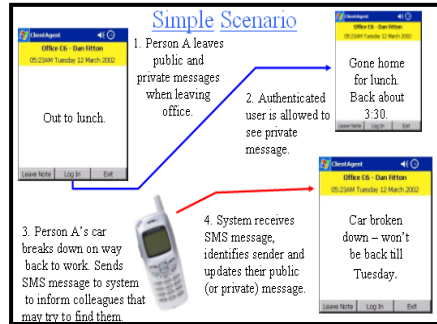 Simple Scenario
ClientAgent
Office C6 - Dan Fitton
05:23AM Tuesday 12 March 2002
Out to lunch.
Leave Note Log In Exit
1. Person A leaves
public and
private messages
when leaving
office.
ClientAgent
Office C6 - Dan Fitton
05:23AM Tuesday 12 March 2002
Gone home
for lunch.
Back about
3:30.
Leave Note Log In Exit
2. Authenticated
user is allowed to
see private
message.
3. Person A's car
breaks down on way
back to work. Sends
SMS message to system
to inform colleagues that
may try to find them.
4. System receives
SMS message,
identifies sender and
updates their public
(or private) message.
ClientAgent
Office C6 - Dan Fitton
05:23AM Tuesday 12 March 2002
Car broken
down – won't
be back till
Tuesday.
Leave Note Log In Exit